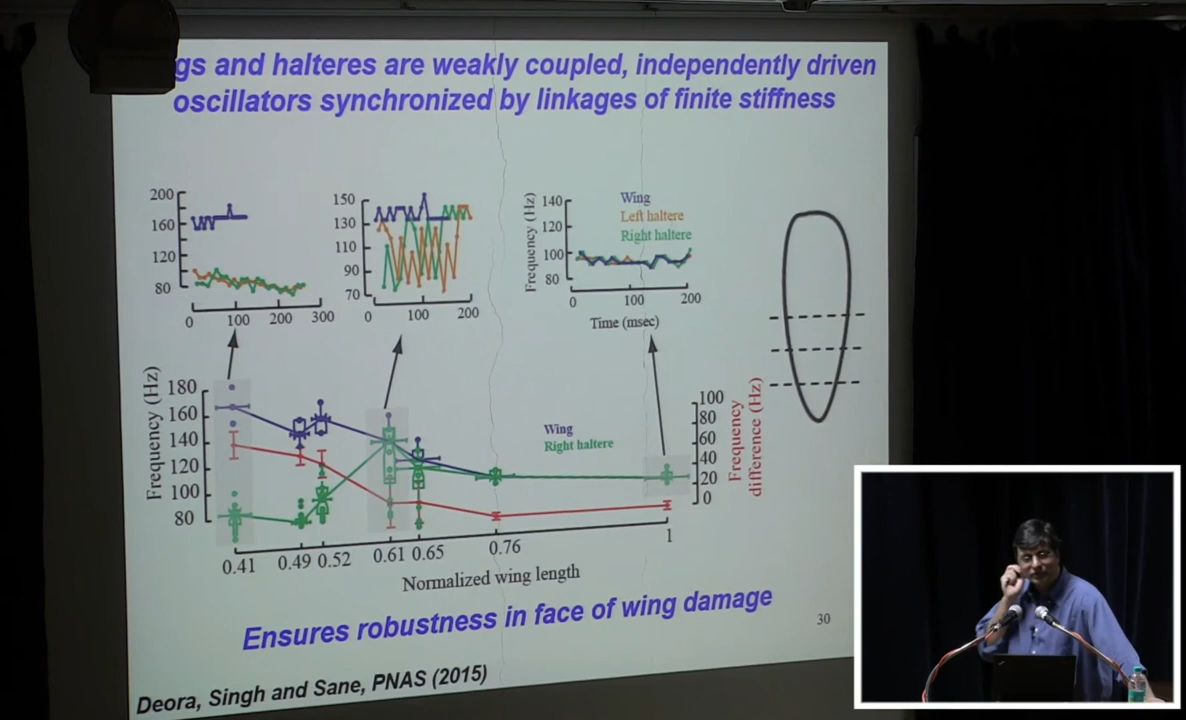 gs and halteres are weakly coupled, independently driven
oscillators synchronized by linkages of finite stiffness
200
160
120
80
0 100 200 300
150
130
110
90
70
0 100 200
Frequency (Hz)
140
120
100
80
Wing
Left haltere
Right haltere
0 100 200
Time (msec)
Frequency (Hz)
180
160
140
120
100
80
Wing
Right haltere
100
80
60
40
20
0
Frequency
difference (Hz)
0.41 0.49 0.52 0.61 0.65 0.76 1
Normalized wing length
Ensures robustness in face of wing damage
30
Deora, Singh and Sane, PNAS (2015)